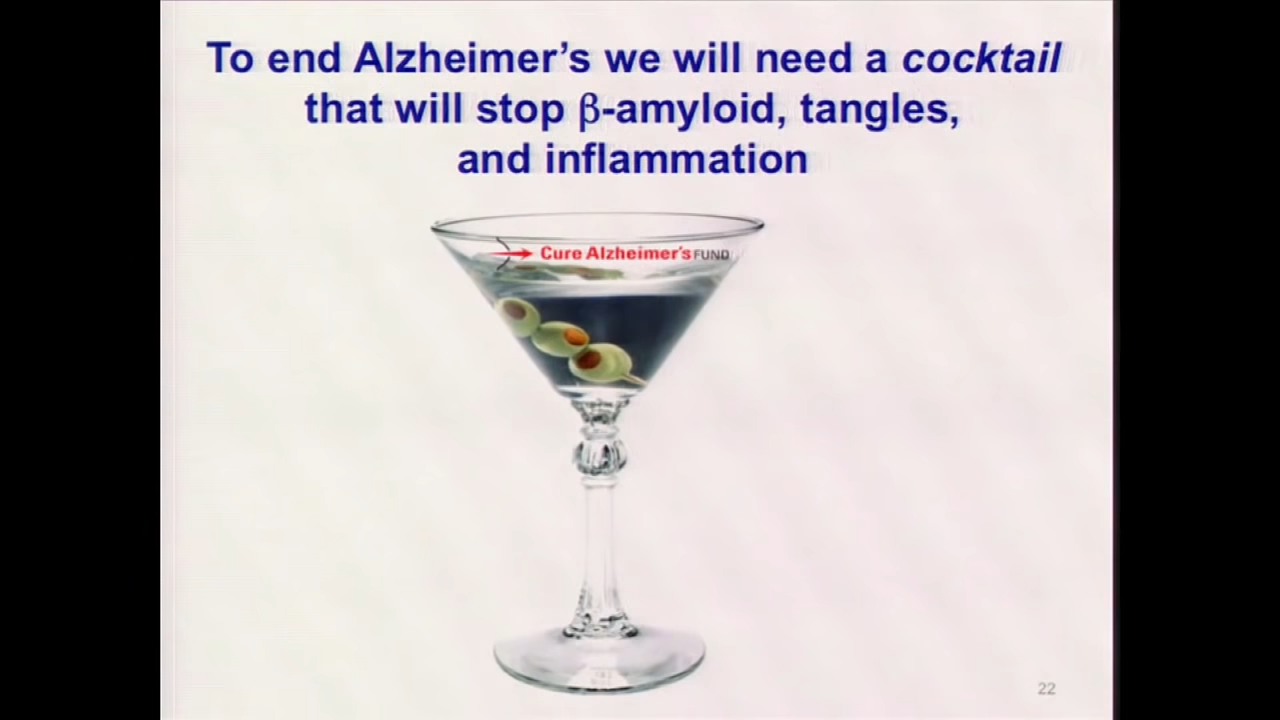 To end Alzheimer’s we will need a cocktail
that will stop β-amyloid, tangles,
and inflammation
Cure Alzheimer's FUND
22